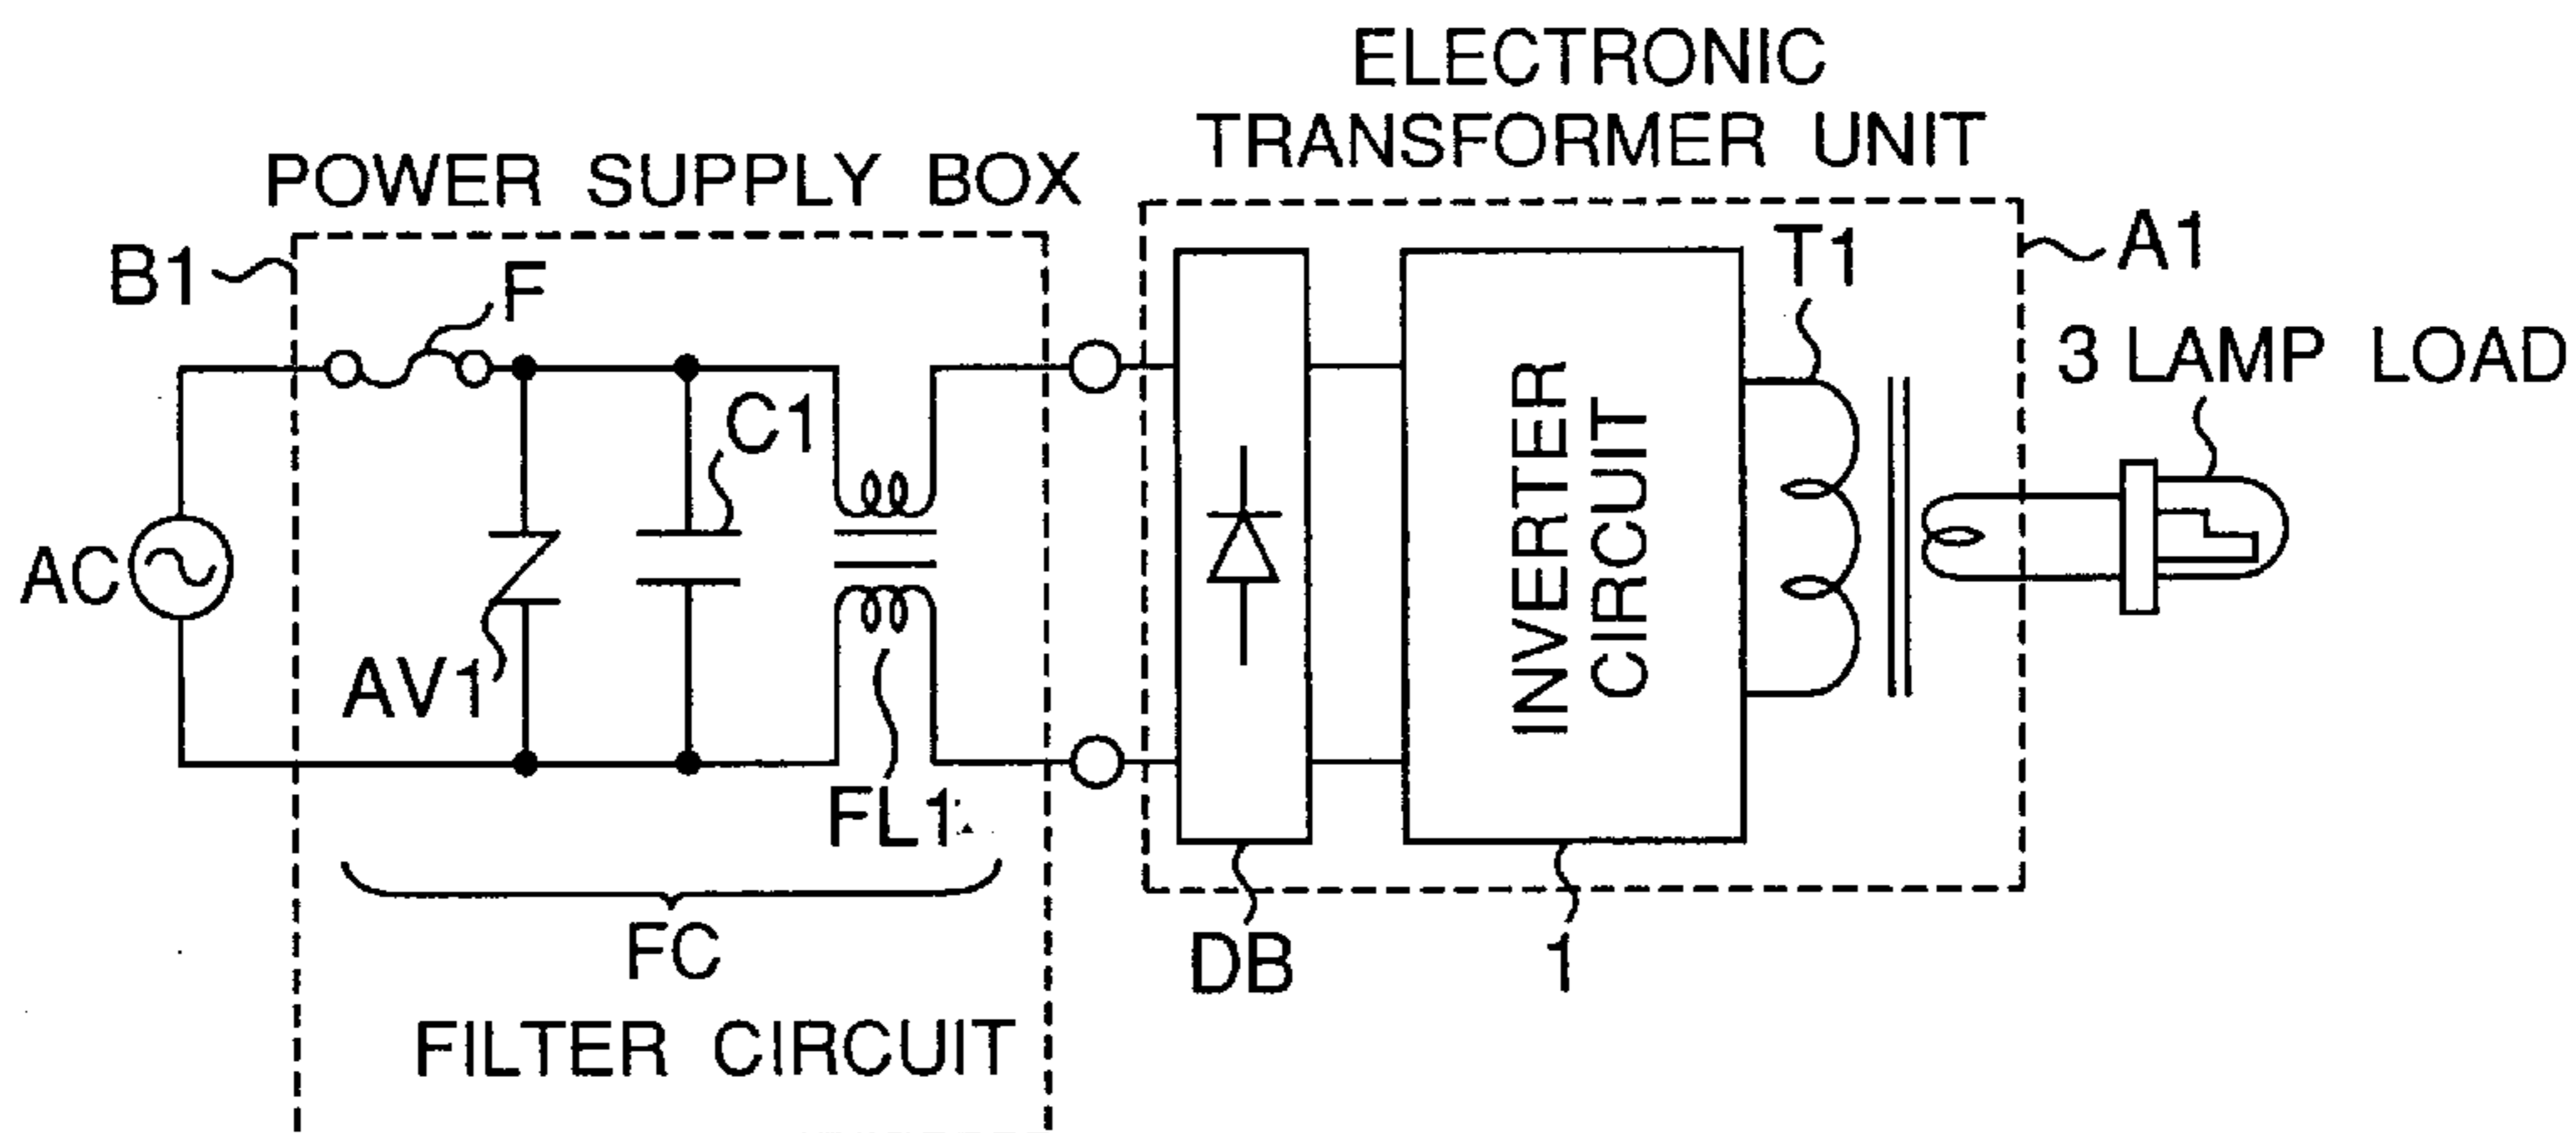 ELECTRONIC
TRANSFORMER UNIT
POWER SUPPLY BOX
B1
F
T1
A1
3 LAMP LOAD
C1
AC
INVERTER
CIRCUIT
AV1
FL1
FC
DB
1
FILTER CIRCUIT